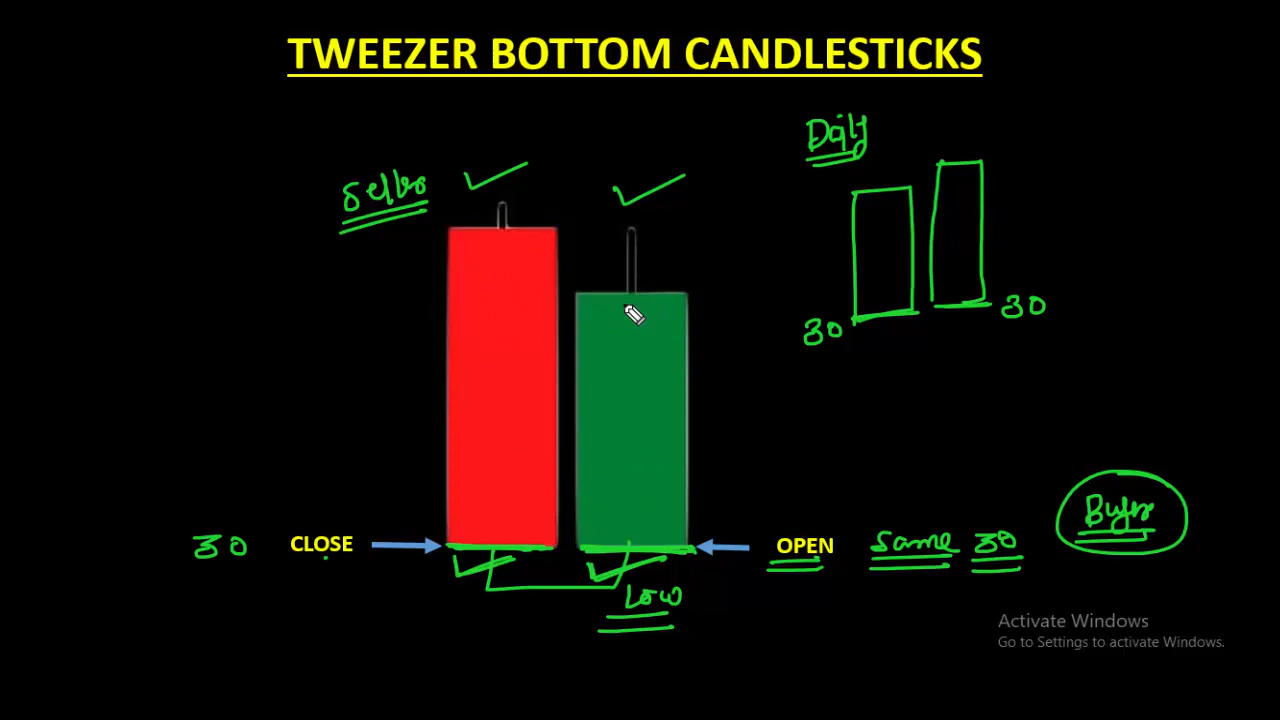 TWEEZER BOTTOM CANDLESTICKS
Daily
Sellers
30
30
Buyers
30 CLOSE
OPEN same 30
Low
Activate Windows
Go to Settings to activate Windows.